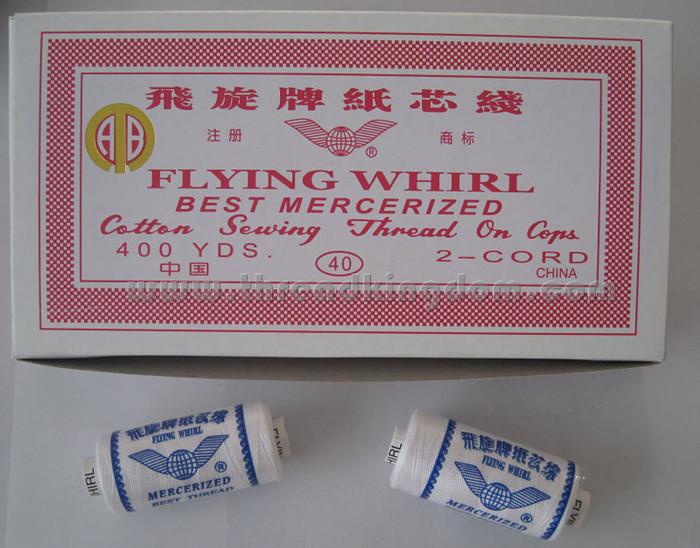 飛旋牌紙芯綫
注册 商标
®
FLYING WHIRL
BEST MERCERIZED
Cotton Sewing Thread On Cops
400 YDS. 40 2-CORD
中国 CHINA
www.threadkingdom.com
飛旋牌紙芯綫
FLYING WHIRL
®
MERCERIZED
BEST THREAD
HIRL
FLYI
飛旋牌紙芯綫
FLYING WHIRL
®
MERCERIZED
HIRL
FLYI